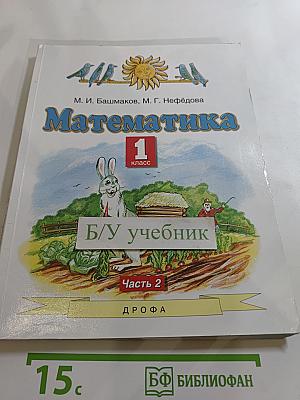 М. И. Башмаков, М. Г. Нефёдова
Математика
1
класс
Б/У учебник
Часть 2
ДРОФА
15с
БФ БИБЛИОФАН